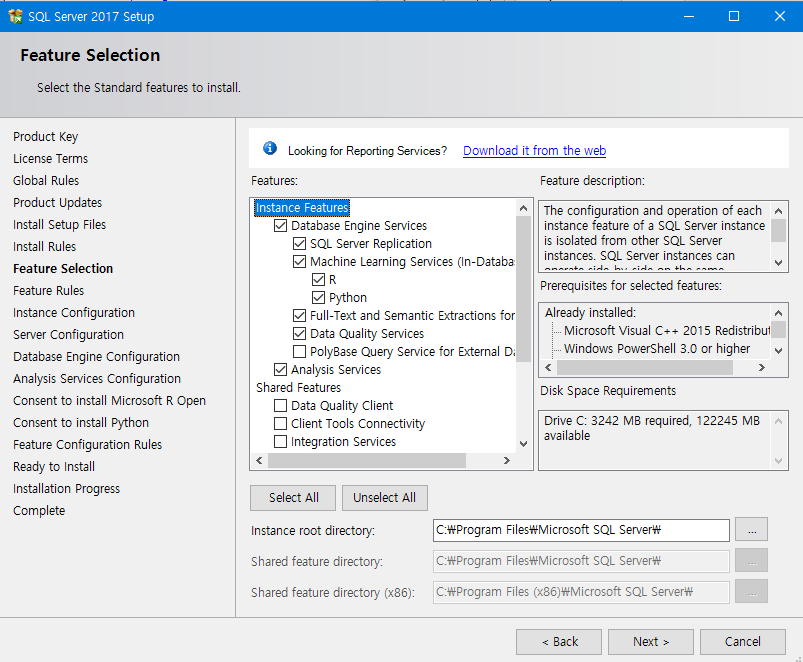 SQL Server 2017 Setup
Feature Selection
Select the Standard features to install.
Product Key
License Terms
Global Rules
Product Updates
Install Setup Files
Install Rules
Feature Selection
Feature Rules
Instance Configuration
Server Configuration
Database Engine Configuration
Analysis Services Configuration
Consent to install Microsoft R Open
Consent to install Python
Feature Configuration Rules
Ready to Install
Installation Progress
Complete
Looking for Reporting Services? Download it from the web
Features:
Instance Features
Database Engine Services
SQL Server Replication
Machine Learning Services (In-Databas
R
Python
Full-Text and Semantic Extractions for
Data Quality Services
PolyBase Query Service for External Da
Analysis Services
Shared Features
Data Quality Client
Client Tools Connectivity
Integration Services
Feature description:
The configuration and operation of each
instance feature of a SQL Server instance
is isolated from other SQL Server
instances. SQL Server instances can
operate side-by-side on the same
Prerequisites for selected features:
Already installed:
Microsoft Visual C++ 2015 Redistribut
Windows PowerShell 3.0 or higher
Disk Space Requirements
Drive C: 3242 MB required, 122245 MB
available
Select All
Unselect All
Instance root directory: C:₩Program Files₩Microsoft SQL Server₩ ...
Shared feature directory: C:₩Program Files₩Microsoft SQL Server₩ ...
Shared feature directory (x86): C:₩Program Files (x86)₩Microsoft SQL Server₩ ...
< Back
Next >
Cancel